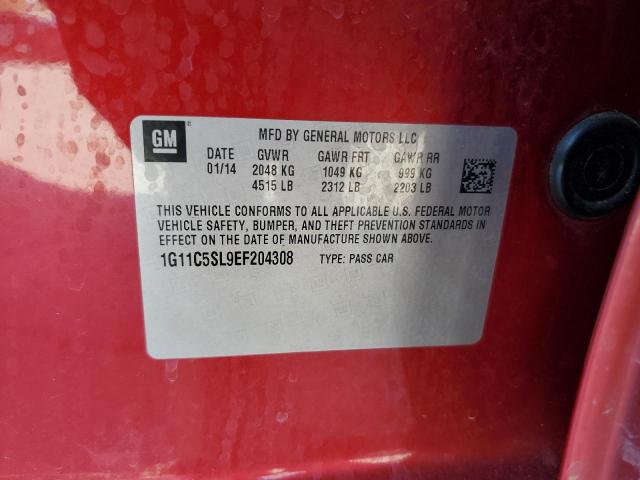 GM
MFD BY GENERAL MOTORS LLC
DATE GVWR GAWR FRT GAWR RR
01/14 2048 KG 1049 KG 999 KG
4515 LB 2312 LB 2203 LB
THIS VEHICLE CONFORMS TO ALL APPLICABLE U.S. FEDERAL MOTOR
VEHICLE SAFETY, BUMPER, AND THEFT PREVENTION STANDARDS IN
EFFECT ON THE DATE OF MANUFACTURE SHOWN ABOVE.
1G11C5SL9EF204308 TYPE: PASS CAR